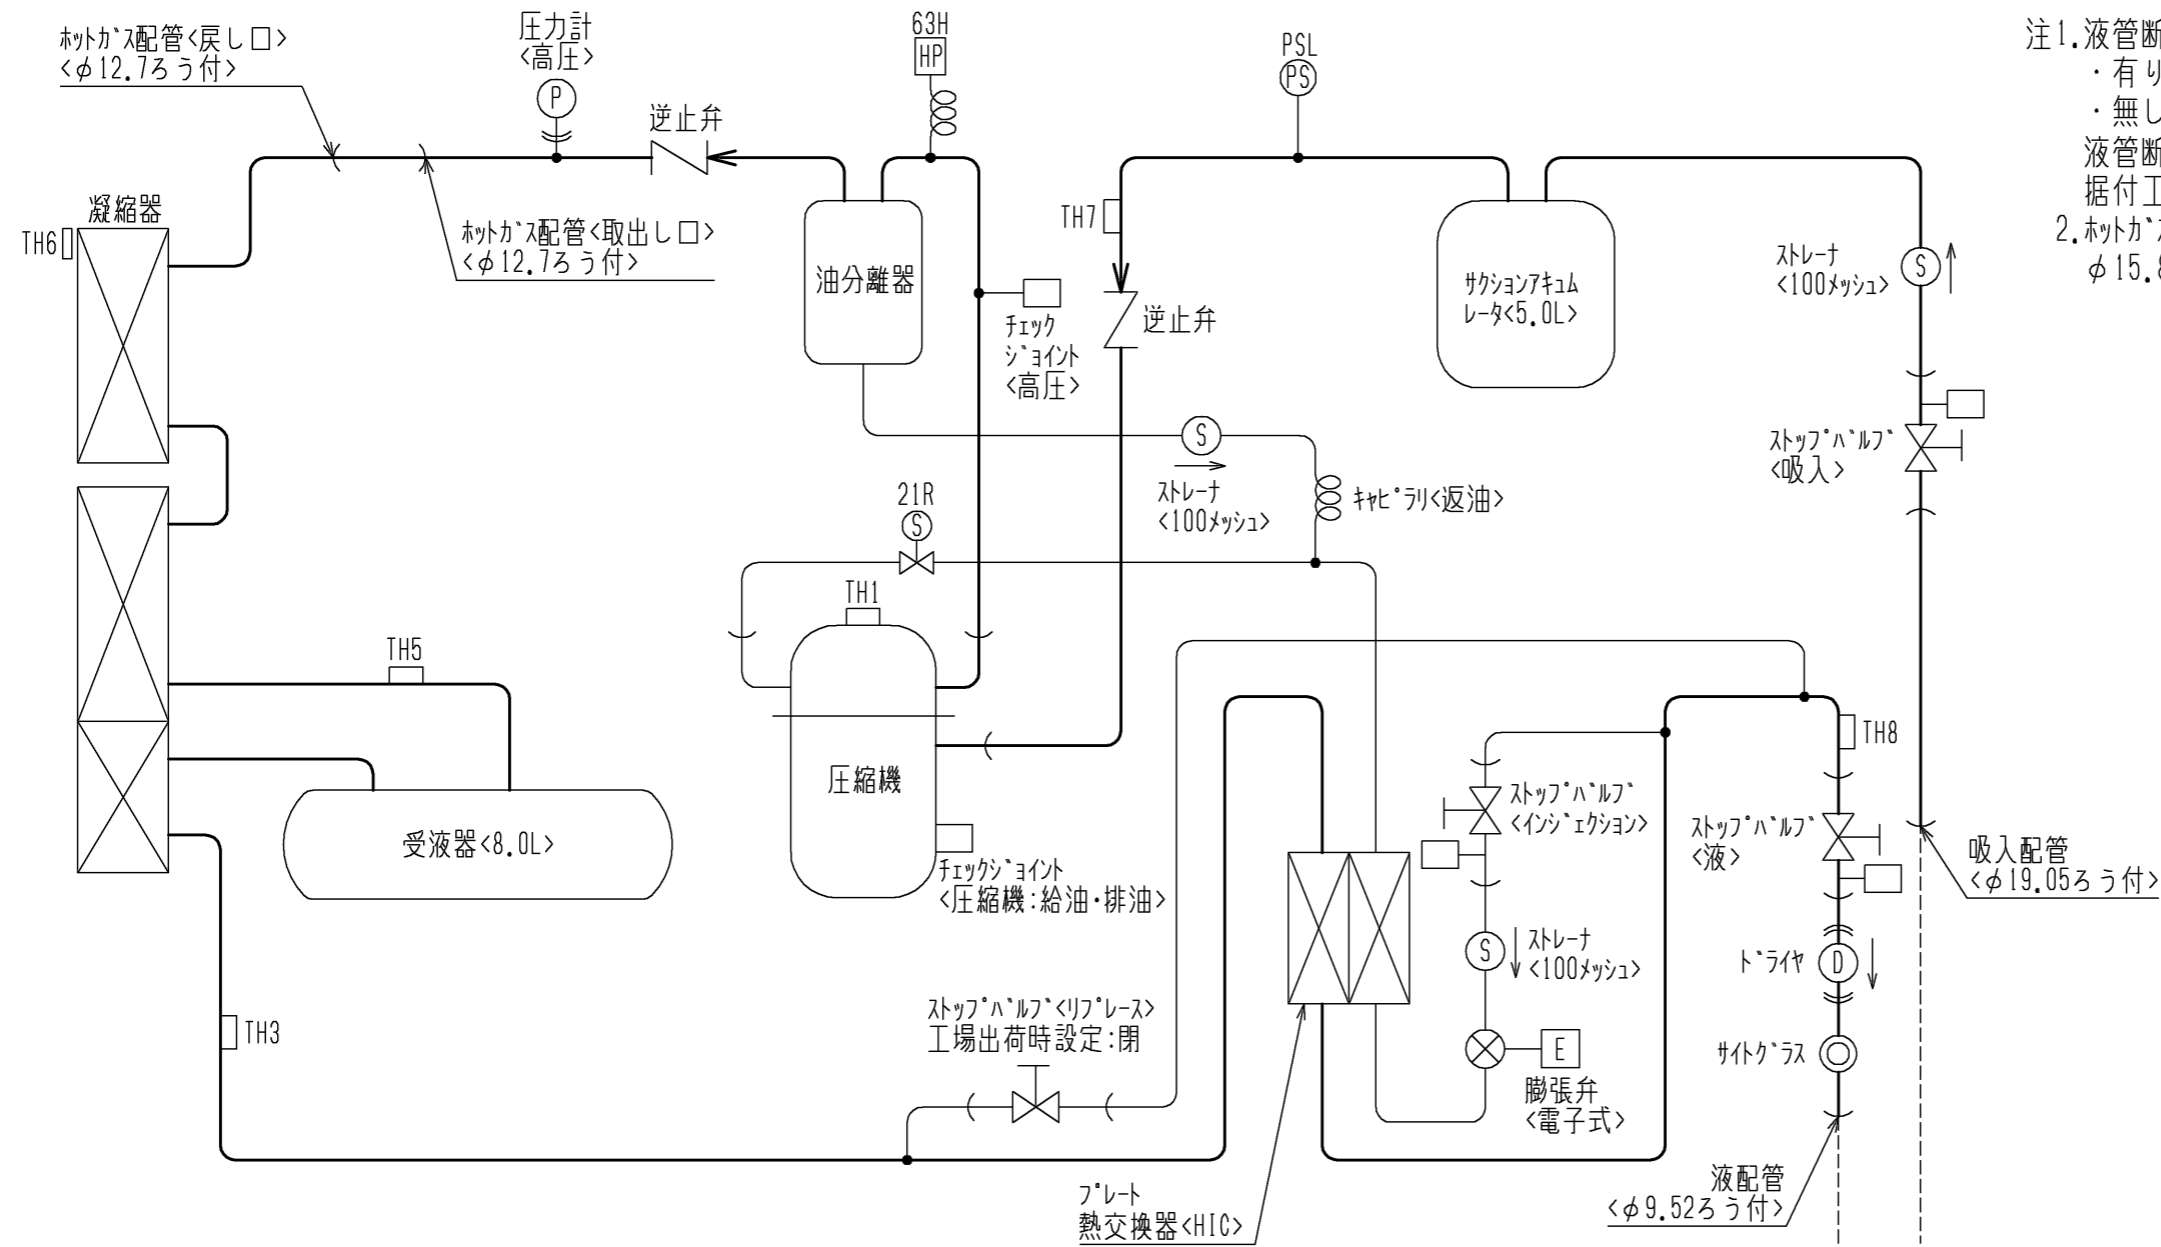 ﾎｯﾄｶﾞｽ配管<戻し口>
<φ12.7ろう付>
圧力計
<高圧>
P
逆止弁
63H
HP
PSL
PS
注1.液管断
・有り
・無し
液管断
据付工
2.ﾎｯﾄｶﾞｽ
φ15.8
凝縮器
TH6
ﾎｯﾄｶﾞｽ配管<取出し口>
<φ12.7ろう付>
油分離器
TH7
ﾁｪｯｸ
ｼﾞｮｲﾝﾄ
<高圧>
逆止弁
ｻｸｼｮﾝｱｷｭﾑ
ﾚｰﾀ<5.0L>
ｽﾄﾚｰﾅ
<100ﾒｯｼｭ>
S
ｽﾄｯﾌﾟﾊﾞﾙﾌﾞ
<吸入>
S
ｽﾄﾚｰﾅ
<100ﾒｯｼｭ>
ｷｬﾋﾟﾗﾘ<返油>
21R
S
TH1
TH5
受液器<8.0L>
圧縮機
ﾁｪｯｸｼﾞｮｲﾝﾄ
<圧縮機:給油･排油>
TH8
ｽﾄｯﾌﾟﾊﾞﾙﾌﾞ
<ｲﾝｼﾞｪｸｼｮﾝ>
ｽﾄｯﾌﾟﾊﾞﾙﾌﾞ
<液>
吸入配管
<φ19.05ろう付>
S
ｽﾄﾚｰﾅ
<100ﾒｯｼｭ>
ﾄﾞﾗｲﾔ
D
TH3
ｽﾄｯﾌﾟﾊﾞﾙﾌﾞ<ﾘﾌﾟﾚｰｽ>
工場出荷時設定:閉
E
膨張弁
<電子式>
ｻｲﾄｸﾞﾗｽ
ﾌﾟﾚｰﾄ
熱交換器<HIC>
液配管
<φ9.52ろう付>